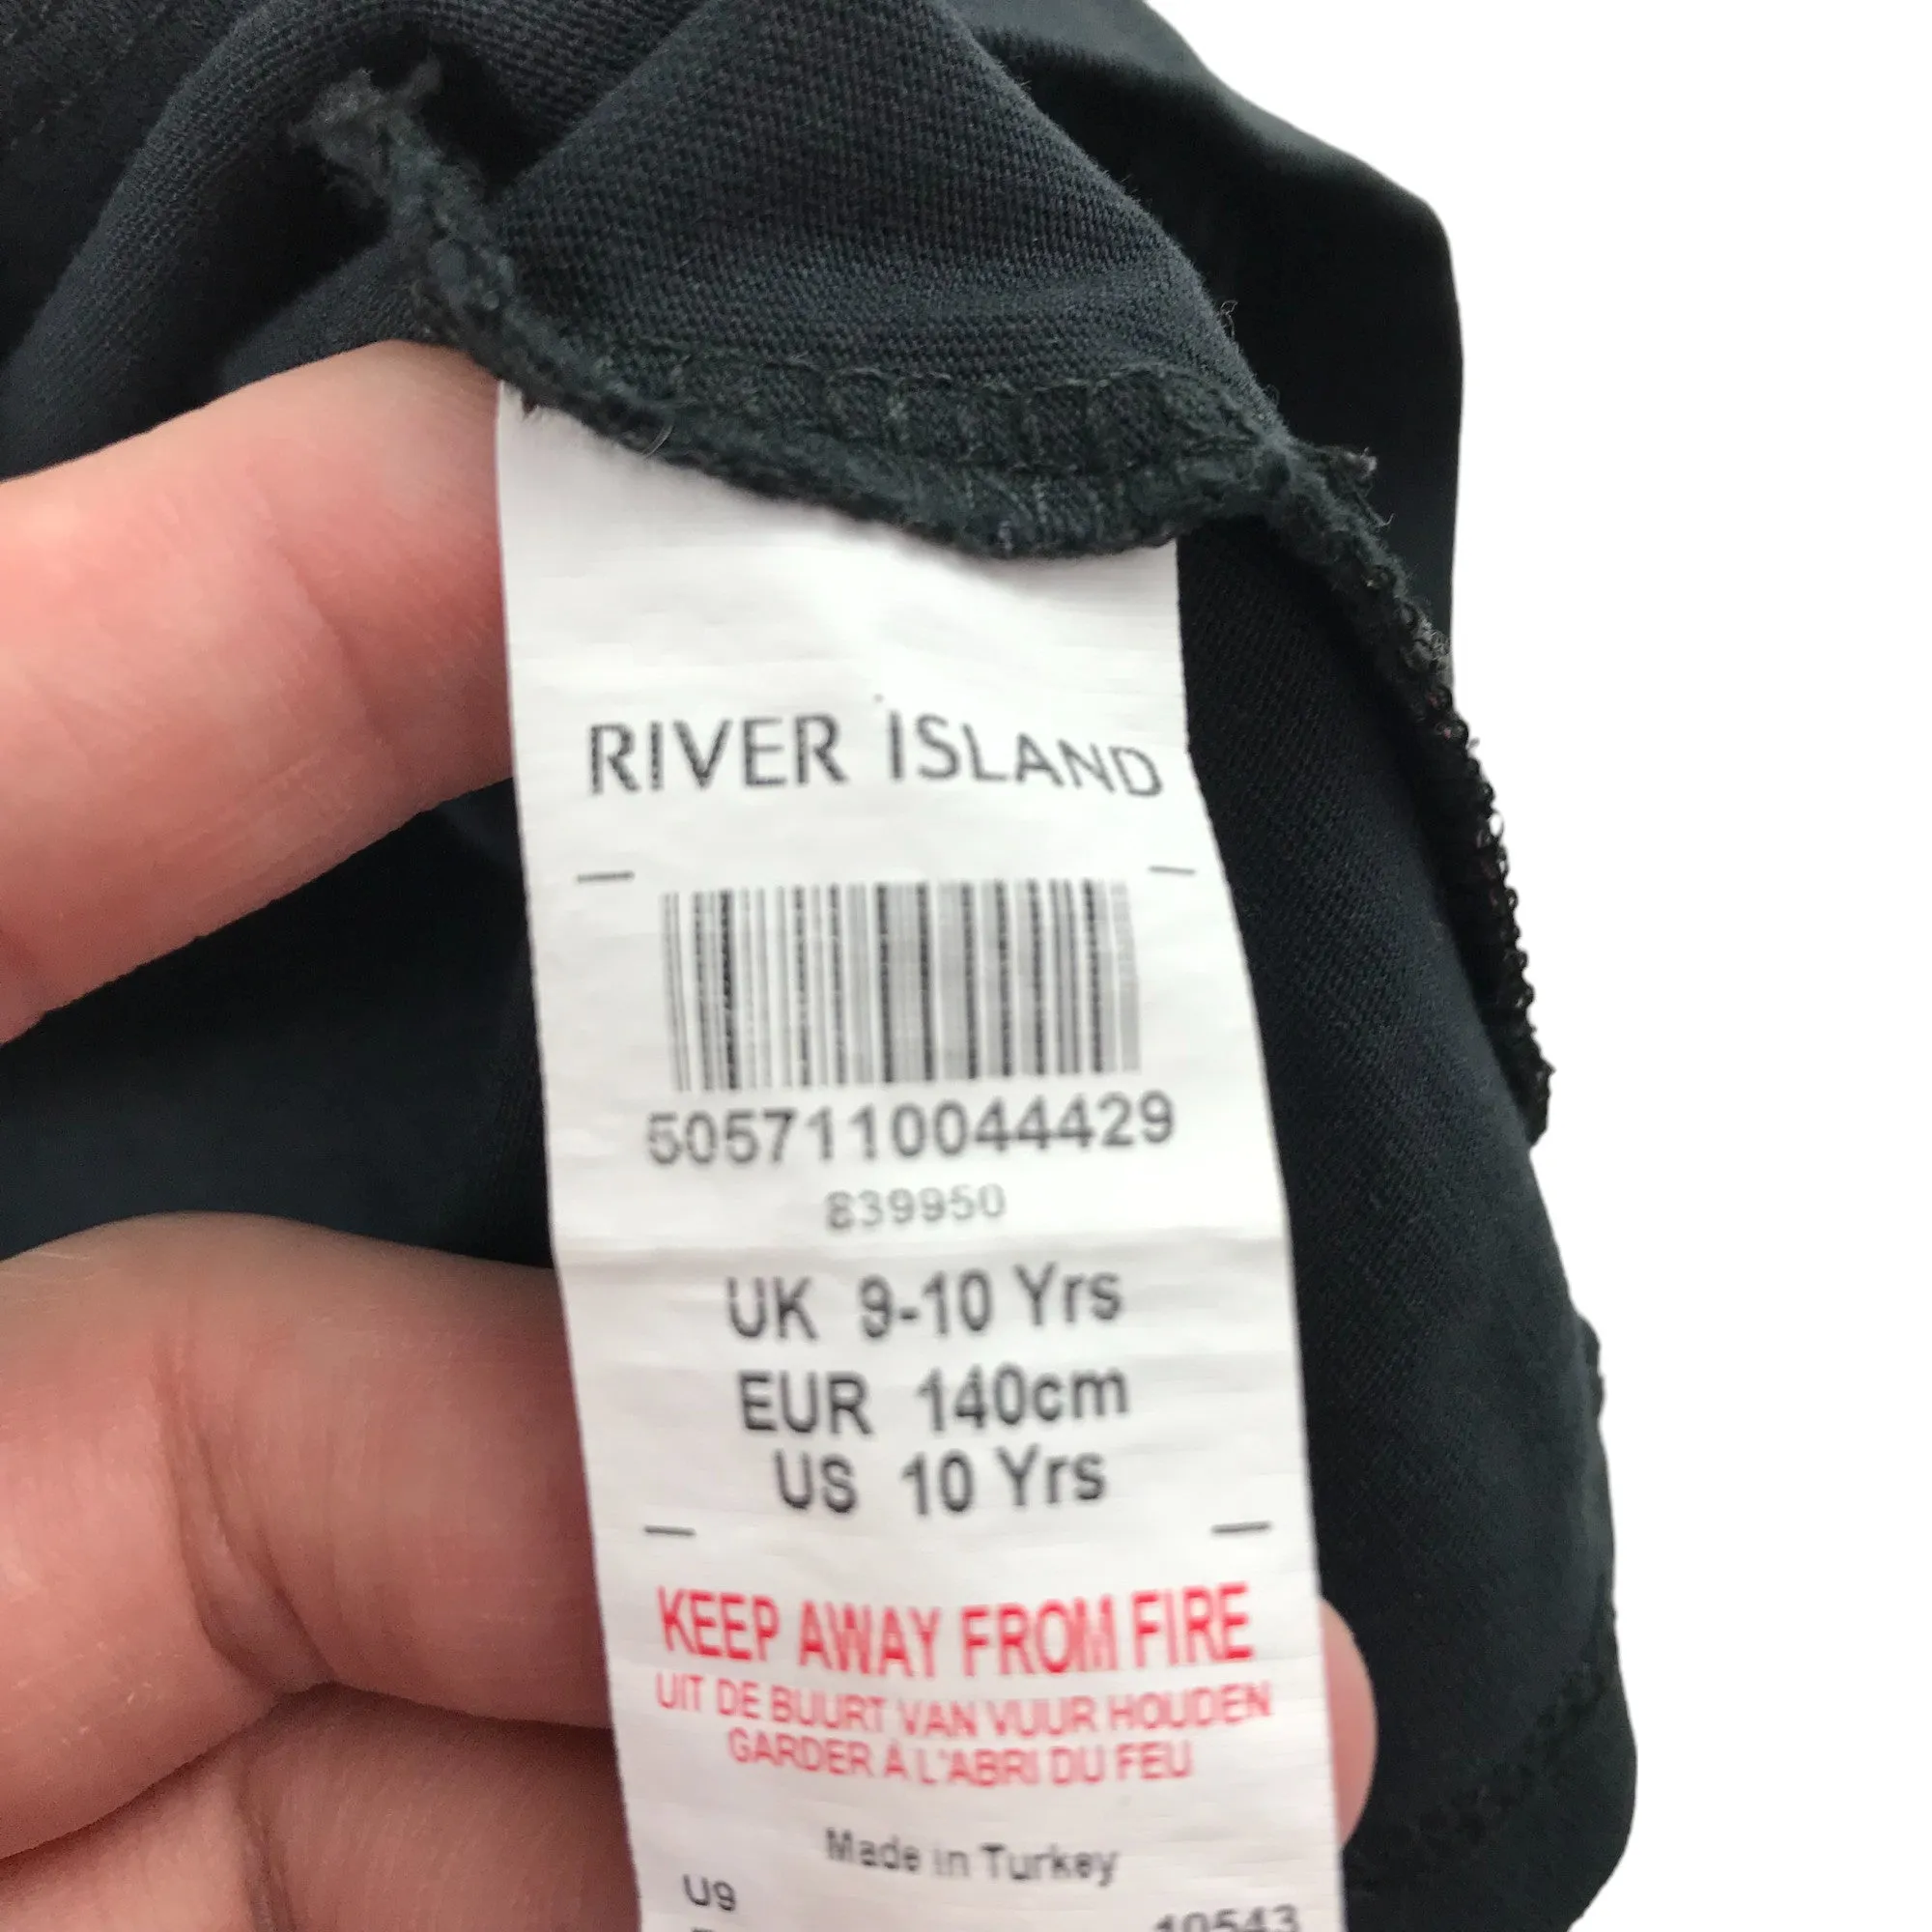 RIVER ISLAND
5057110044429
839950
UK 9-10 Yrs
EUR 140cm
US 10 Yrs
KEEP AWAY FROM FIRE
UIT DE BUURT VAN VUUR HOUDEN
GARDER À L'ABRI DU FEU
Made in Turkey
U9
10543